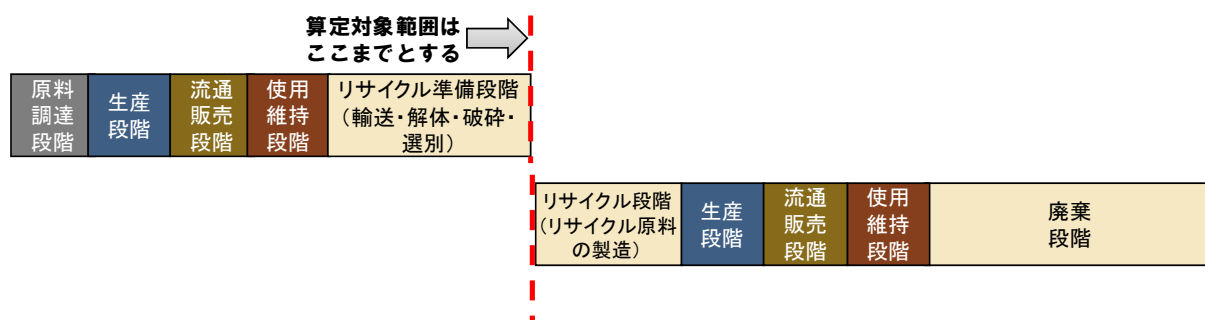 算定対象範囲は
ここまでとする
原料
調達
段階
生産
段階
流通
販売
段階
使用
維持
段階
リサイクル準備段階
（輸送・解体・破砕・
選別）
リサイクル段階
(リサイクル原料
の製造）
生産
段階
流通
販売
段階
使用
維持
段階
廃棄
段階